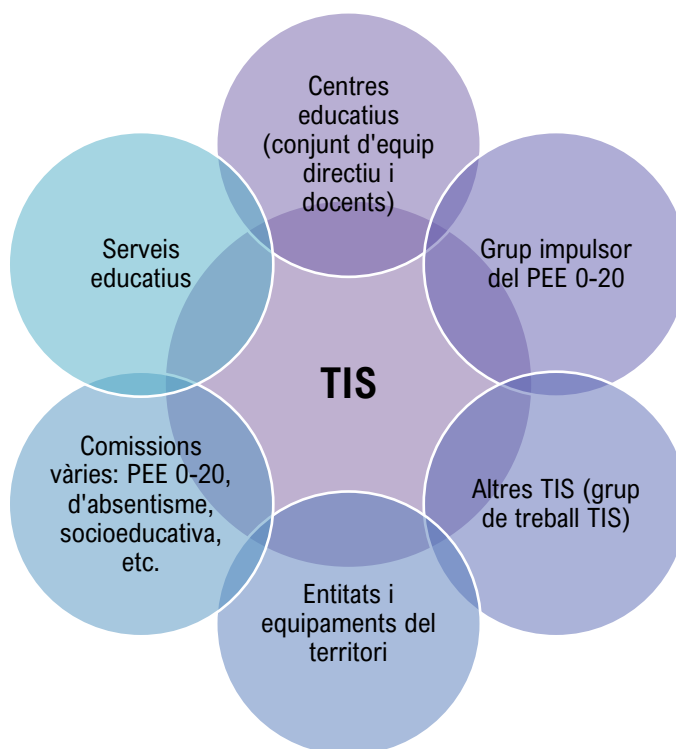 Centres
educatius
(conjunt d'equip
directiu i
docents)
Serveis
educatius
Grup impulsor
del PEE 0-20
TIS
Comissions
vàries: PEE 0-20,
d'absentisme,
socioeducativa,
etc.
Altres TIS (grup
de treball TIS)
Entitats i
equipaments del
territori